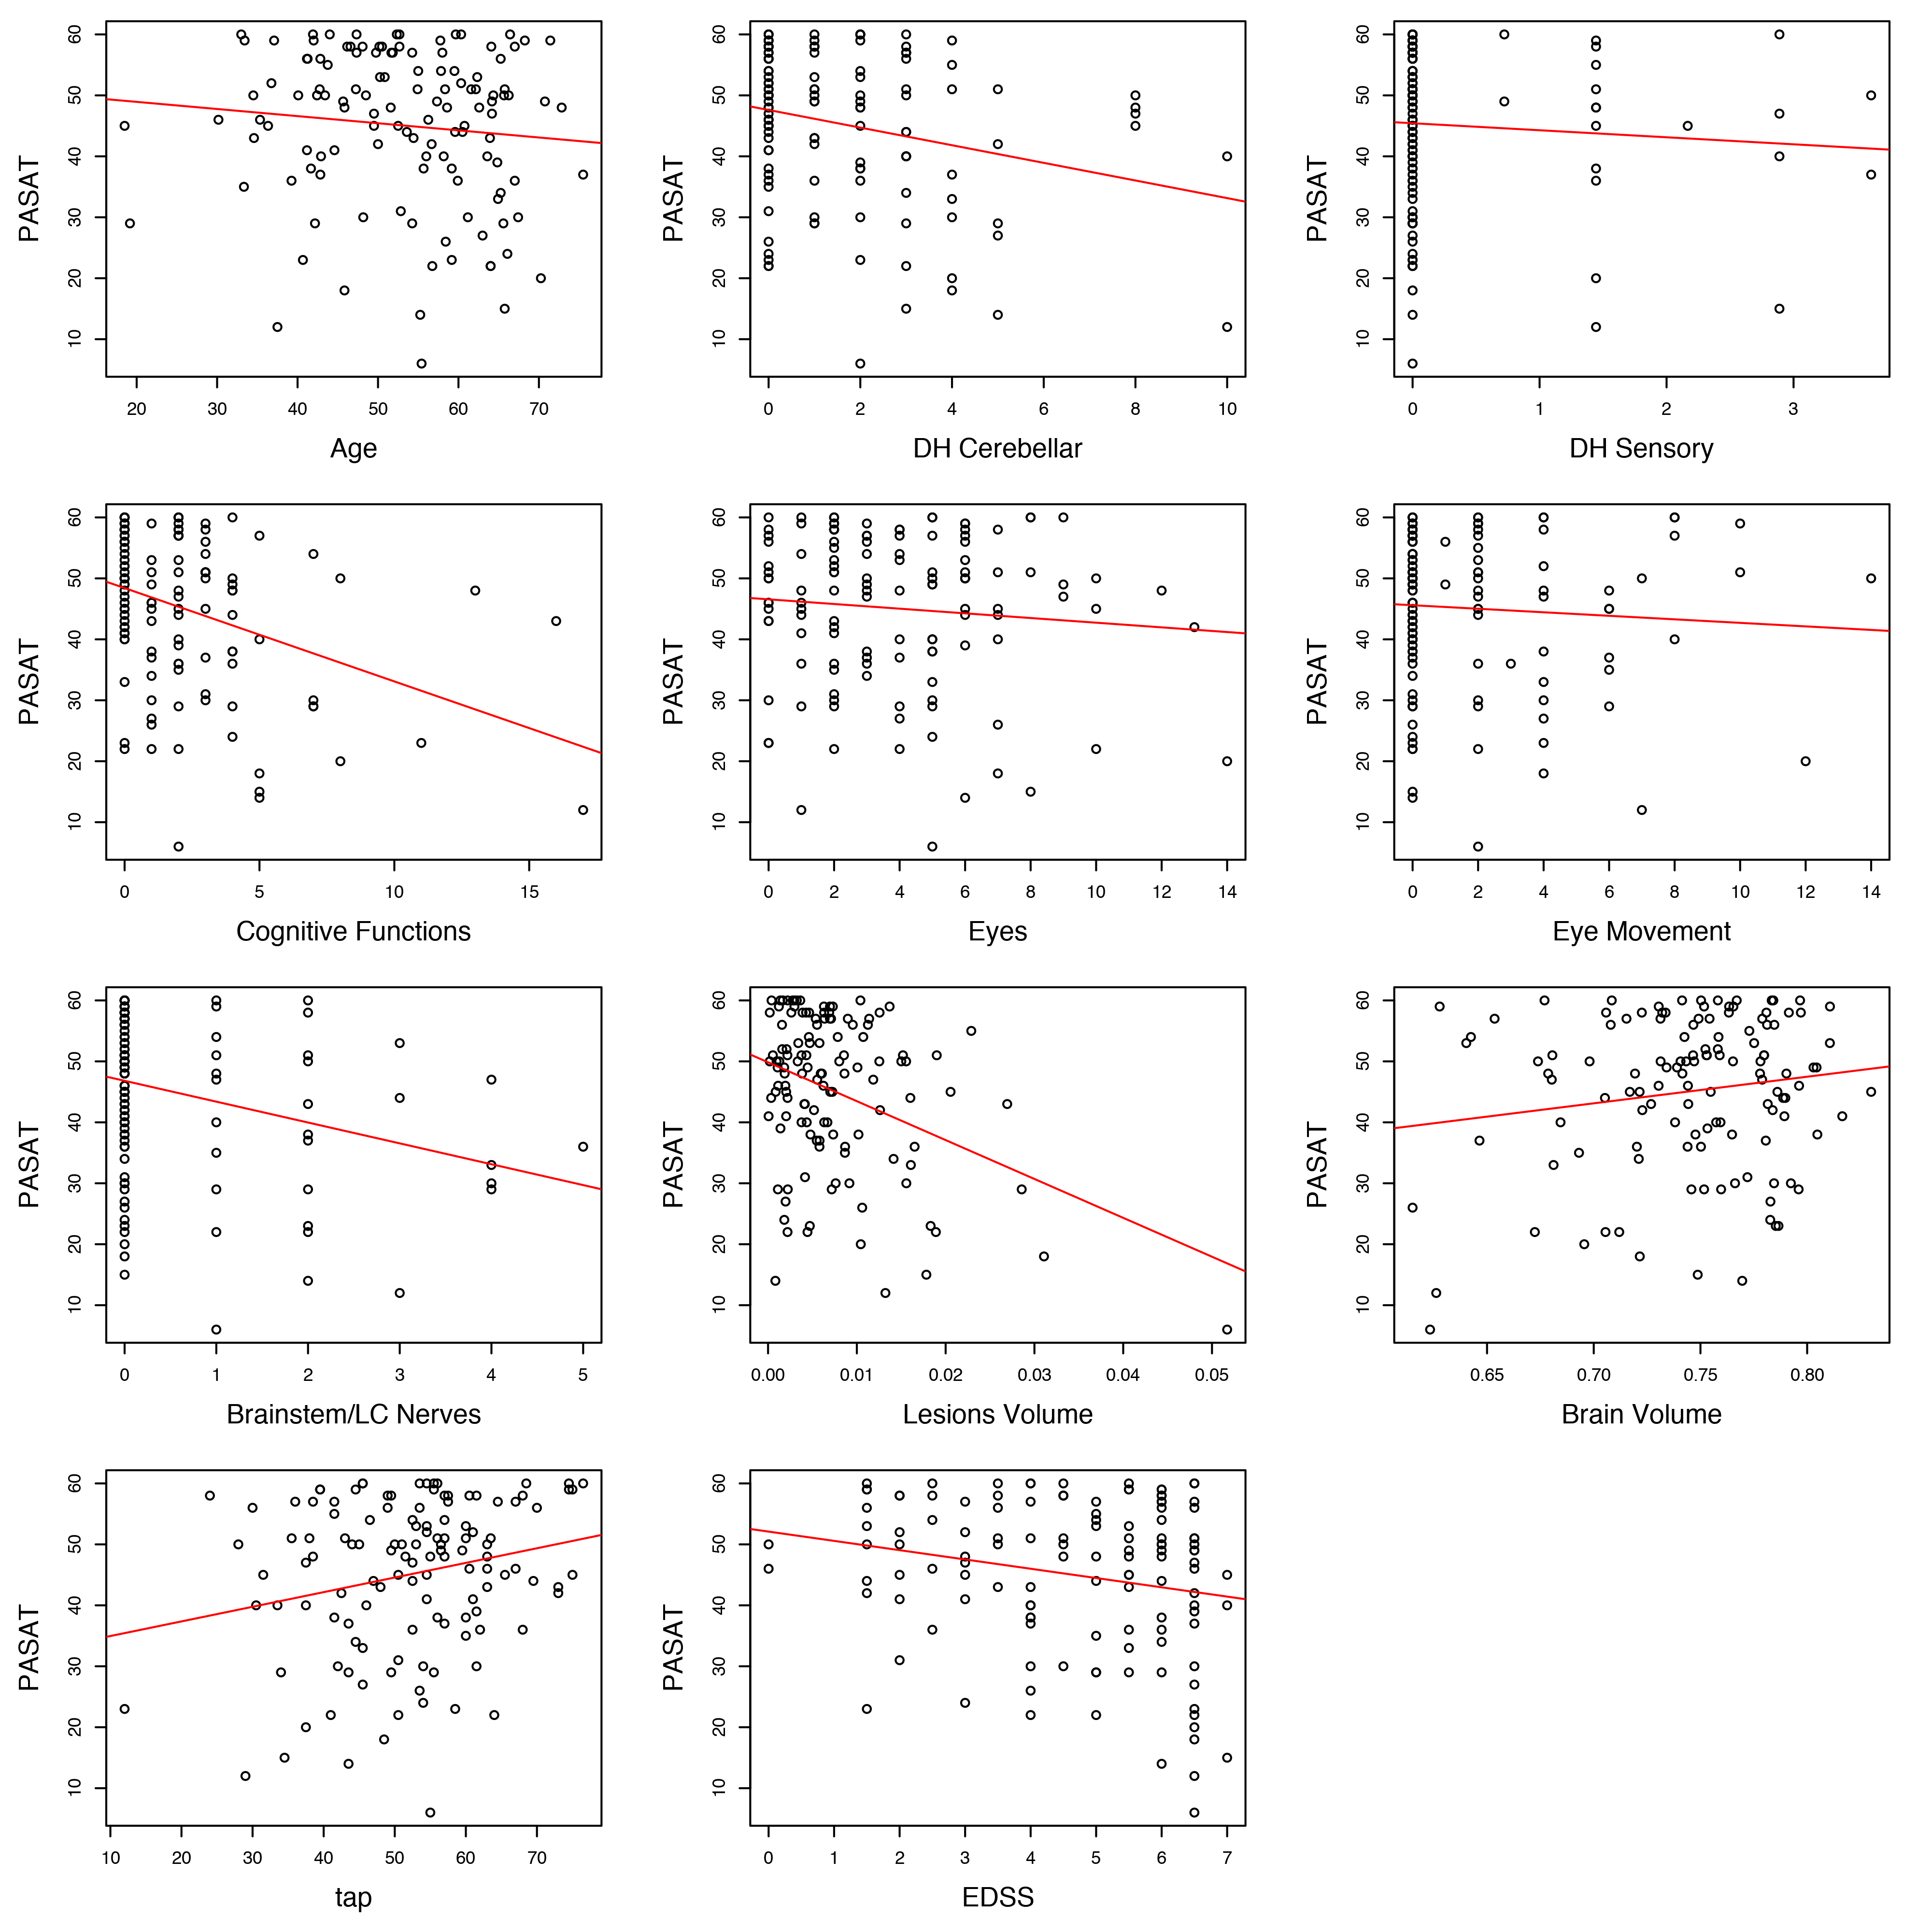 PASAT
10 20 30 40 50 60
20 30 40 50 60 70
Age
PASAT
10 20 30 40 50 60
0 2 4 6 8 10
DH Cerebellar
PASAT
10 20 30 40 50 60
0 1 2 3
DH Sensory
PASAT
10 20 30 40 50 60
0 5 10 15
Cognitive Functions
PASAT
10 20 30 40 50 60
0 2 4 6 8 10 12 14
Eyes
PASAT
10 20 30 40 50 60
0 2 4 6 8 10 12 14
Eye Movement
PASAT
10 20 30 40 50 60
0 1 2 3 4 5
Brainstem/LC Nerves
PASAT
10 20 30 40 50 60
0.00 0.01 0.02 0.03 0.04 0.05
Lesions Volume
PASAT
10 20 30 40 50 60
0.65 0.70 0.75 0.80
Brain Volume
PASAT
10 20 30 40 50 60
10 20 30 40 50 60 70
tap
PASAT
10 20 30 40 50 60
0 1 2 3 4 5 6 7
EDSS